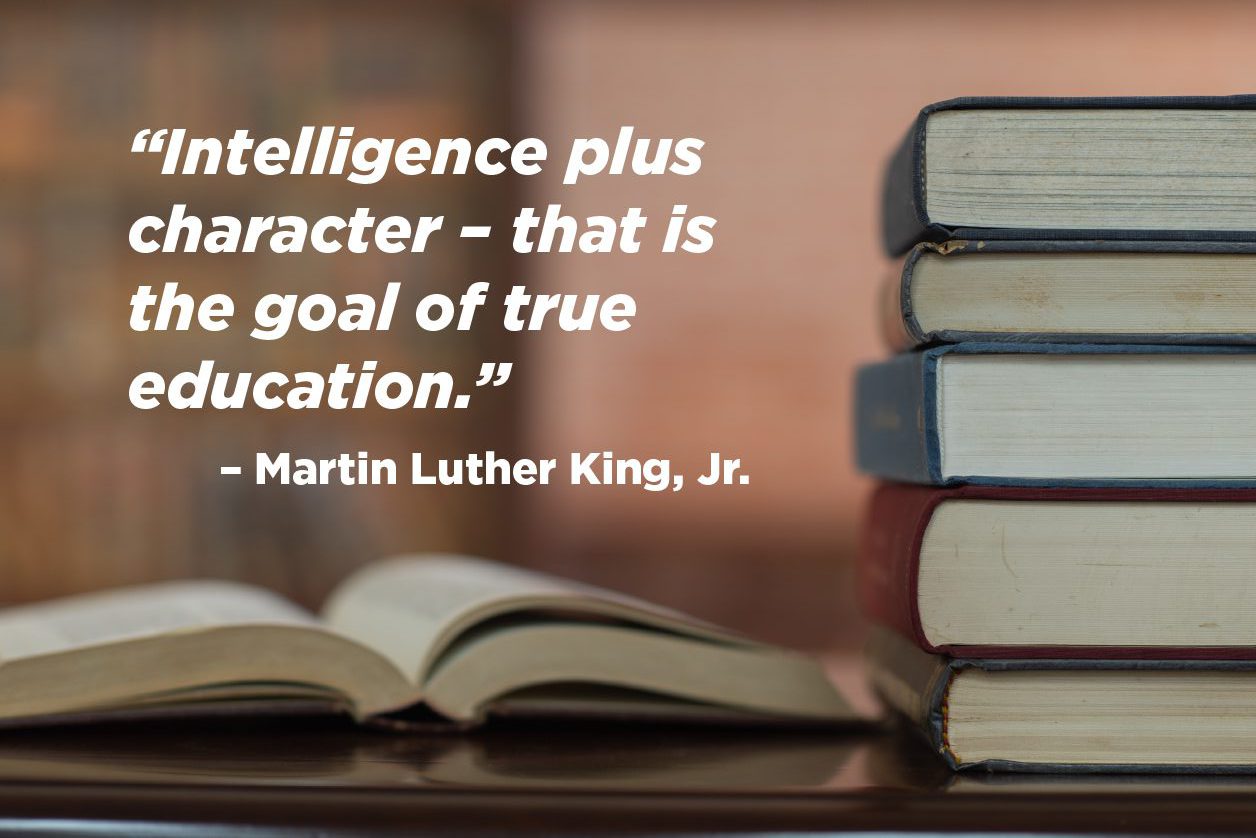 “Intelligence plus
character – that is
the goal of true
education.”
– Martin Luther King, Jr.